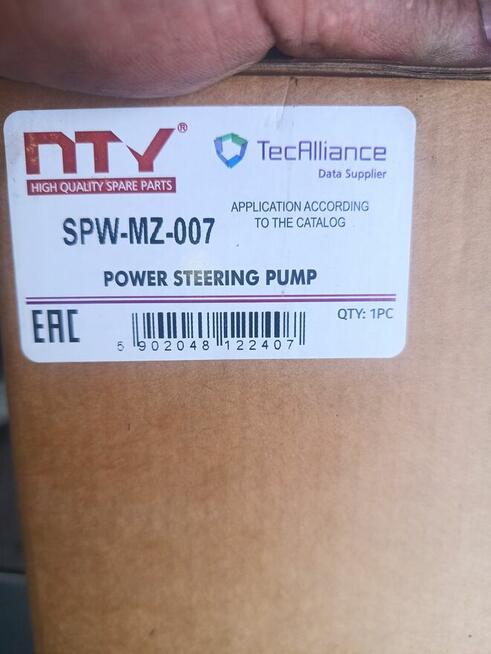 NTY®
HIGH QUALITY SPARE PARTS
TecAlliance
Data Supplier
SPW-MZ-007
APPLICATION ACCORDING
TO THE CATALOG
POWER STEERING PUMP
EAC
QTY: 1PC
5 902048 122407